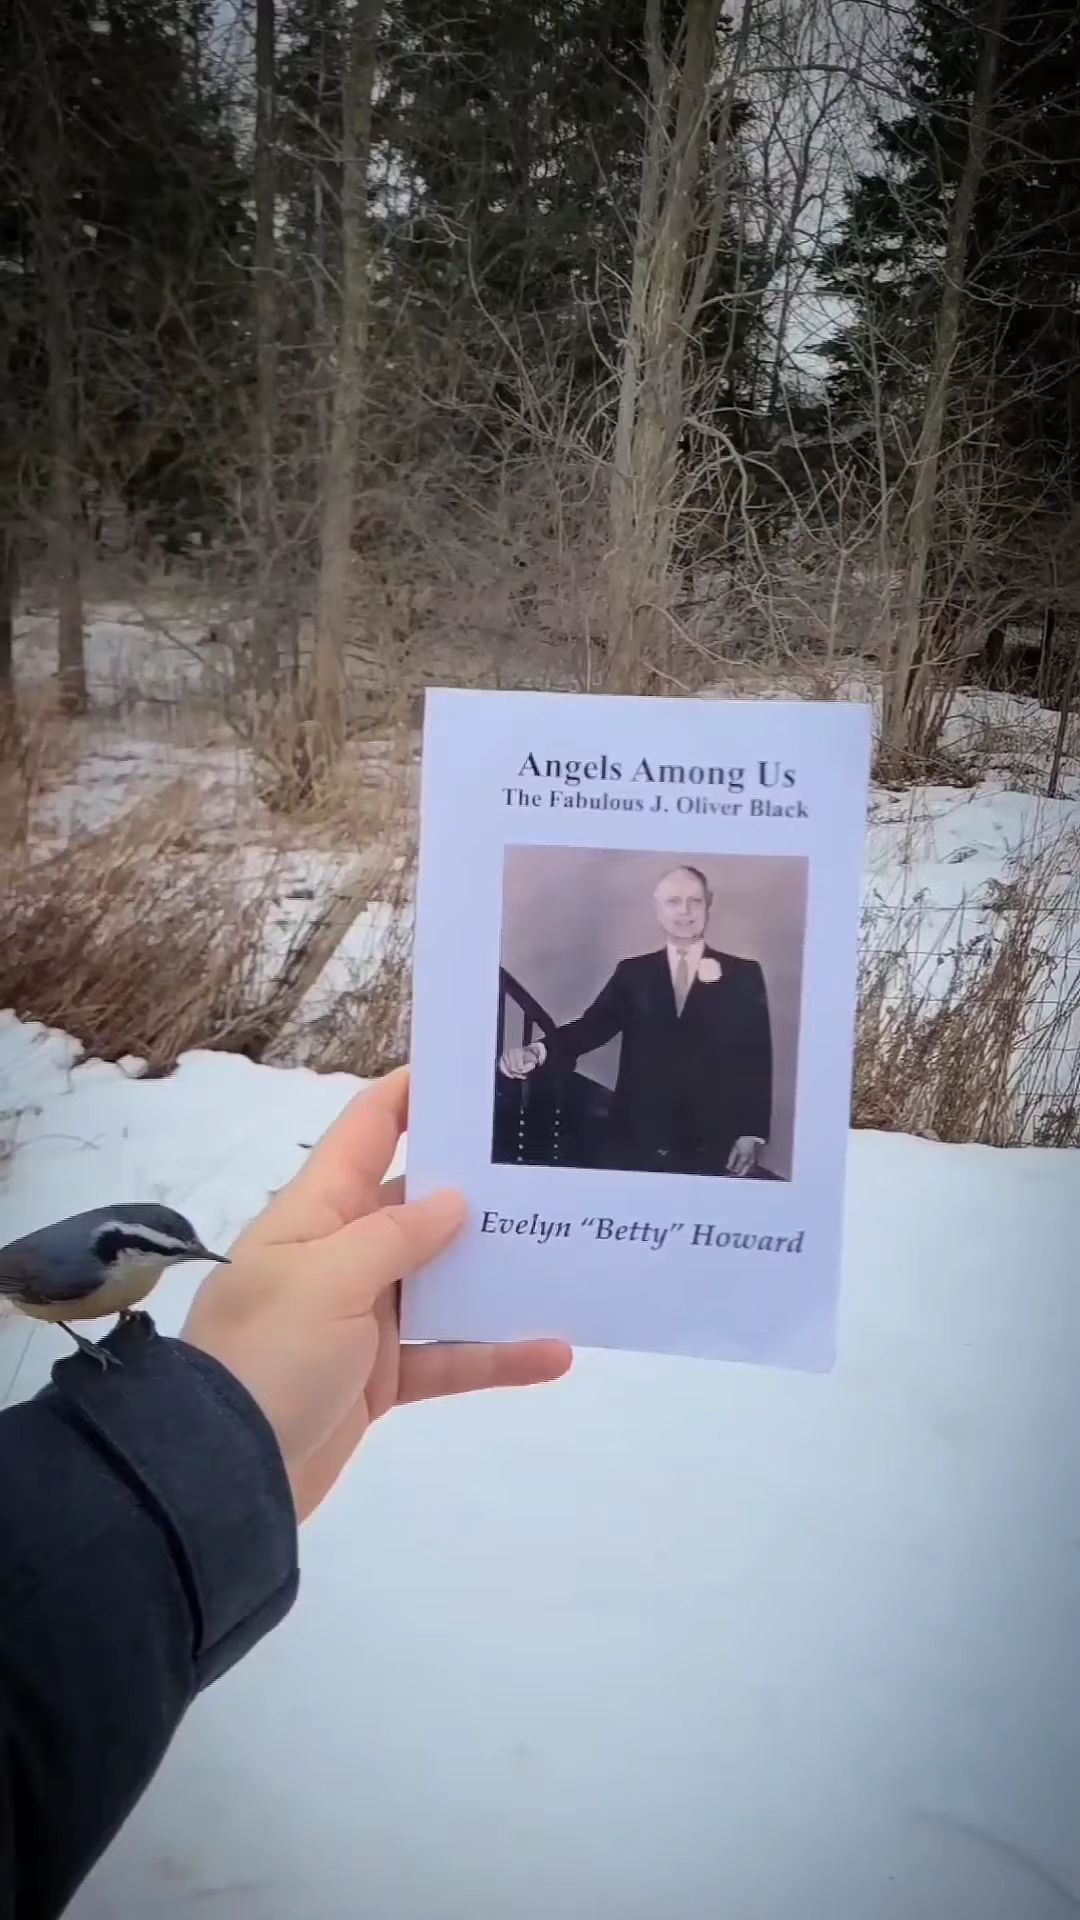 Angels Among Us
The Fabulous J. Oliver Black
Evelyn “Betty” Howard